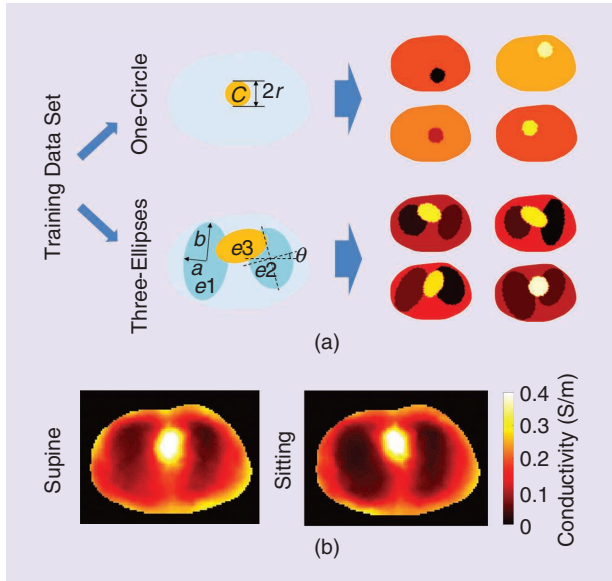 Training Data Set
One-Circle
C
2r
Three-Ellipses
b
a
e1
e3
e2
θ
(a)
Supine
Sitting
0.4
0.3
0.2
0.1
0
Conductivity (S/m)
(b)